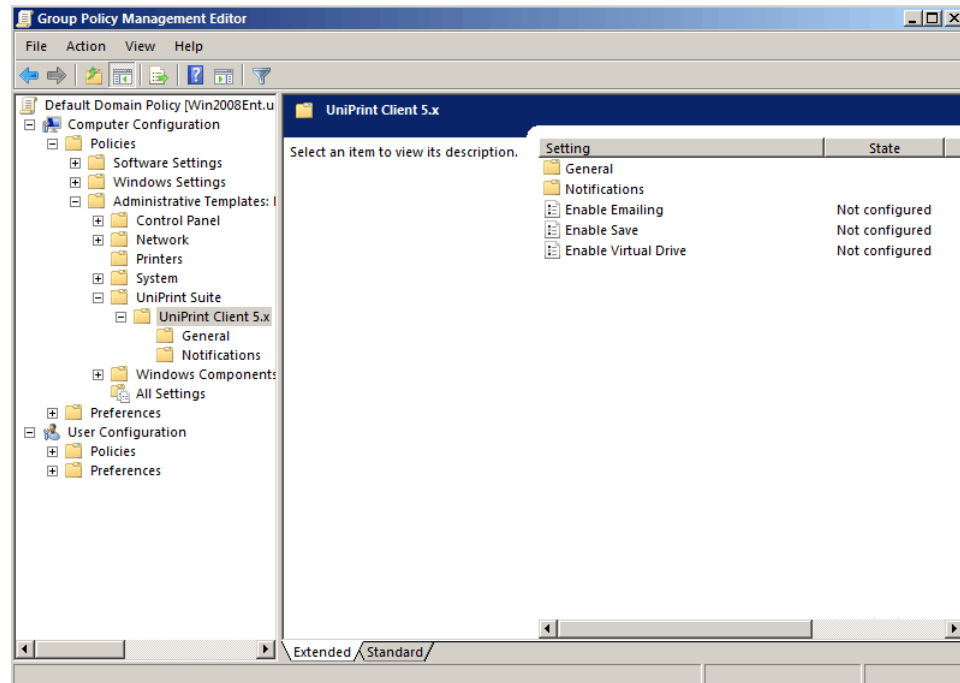 Group Policy Management Editor
File Action View Help
Default Domain Policy [Win2008Ent.u
Computer Configuration
Policies
Software Settings
Windows Settings
Administrative Templates:
Control Panel
Network
Printers
System
UniPrint Suite
UniPrint Client 5.x
General
Notifications
Windows Components
All Settings
Preferences
User Configuration
Policies
Preferences
UniPrint Client 5.x
Select an item to view its description.
Setting State
General
Notifications
Enable Emailing Not configured
Enable Save Not configured
Enable Virtual Drive Not configured
Extended Standard